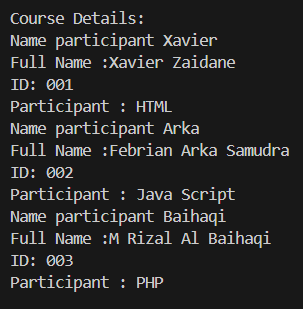 Course Details:
Name participant Xavier
Full Name :Xavier Zaidane
ID: 001
Participant : HTML
Name participant Arka
Full Name :Febrian Arka Samudra
ID: 002
Participant : Java Script
Name participant Baihaqi
Full Name :M Rizal Al Baihaqi
ID: 003
Participant : PHP